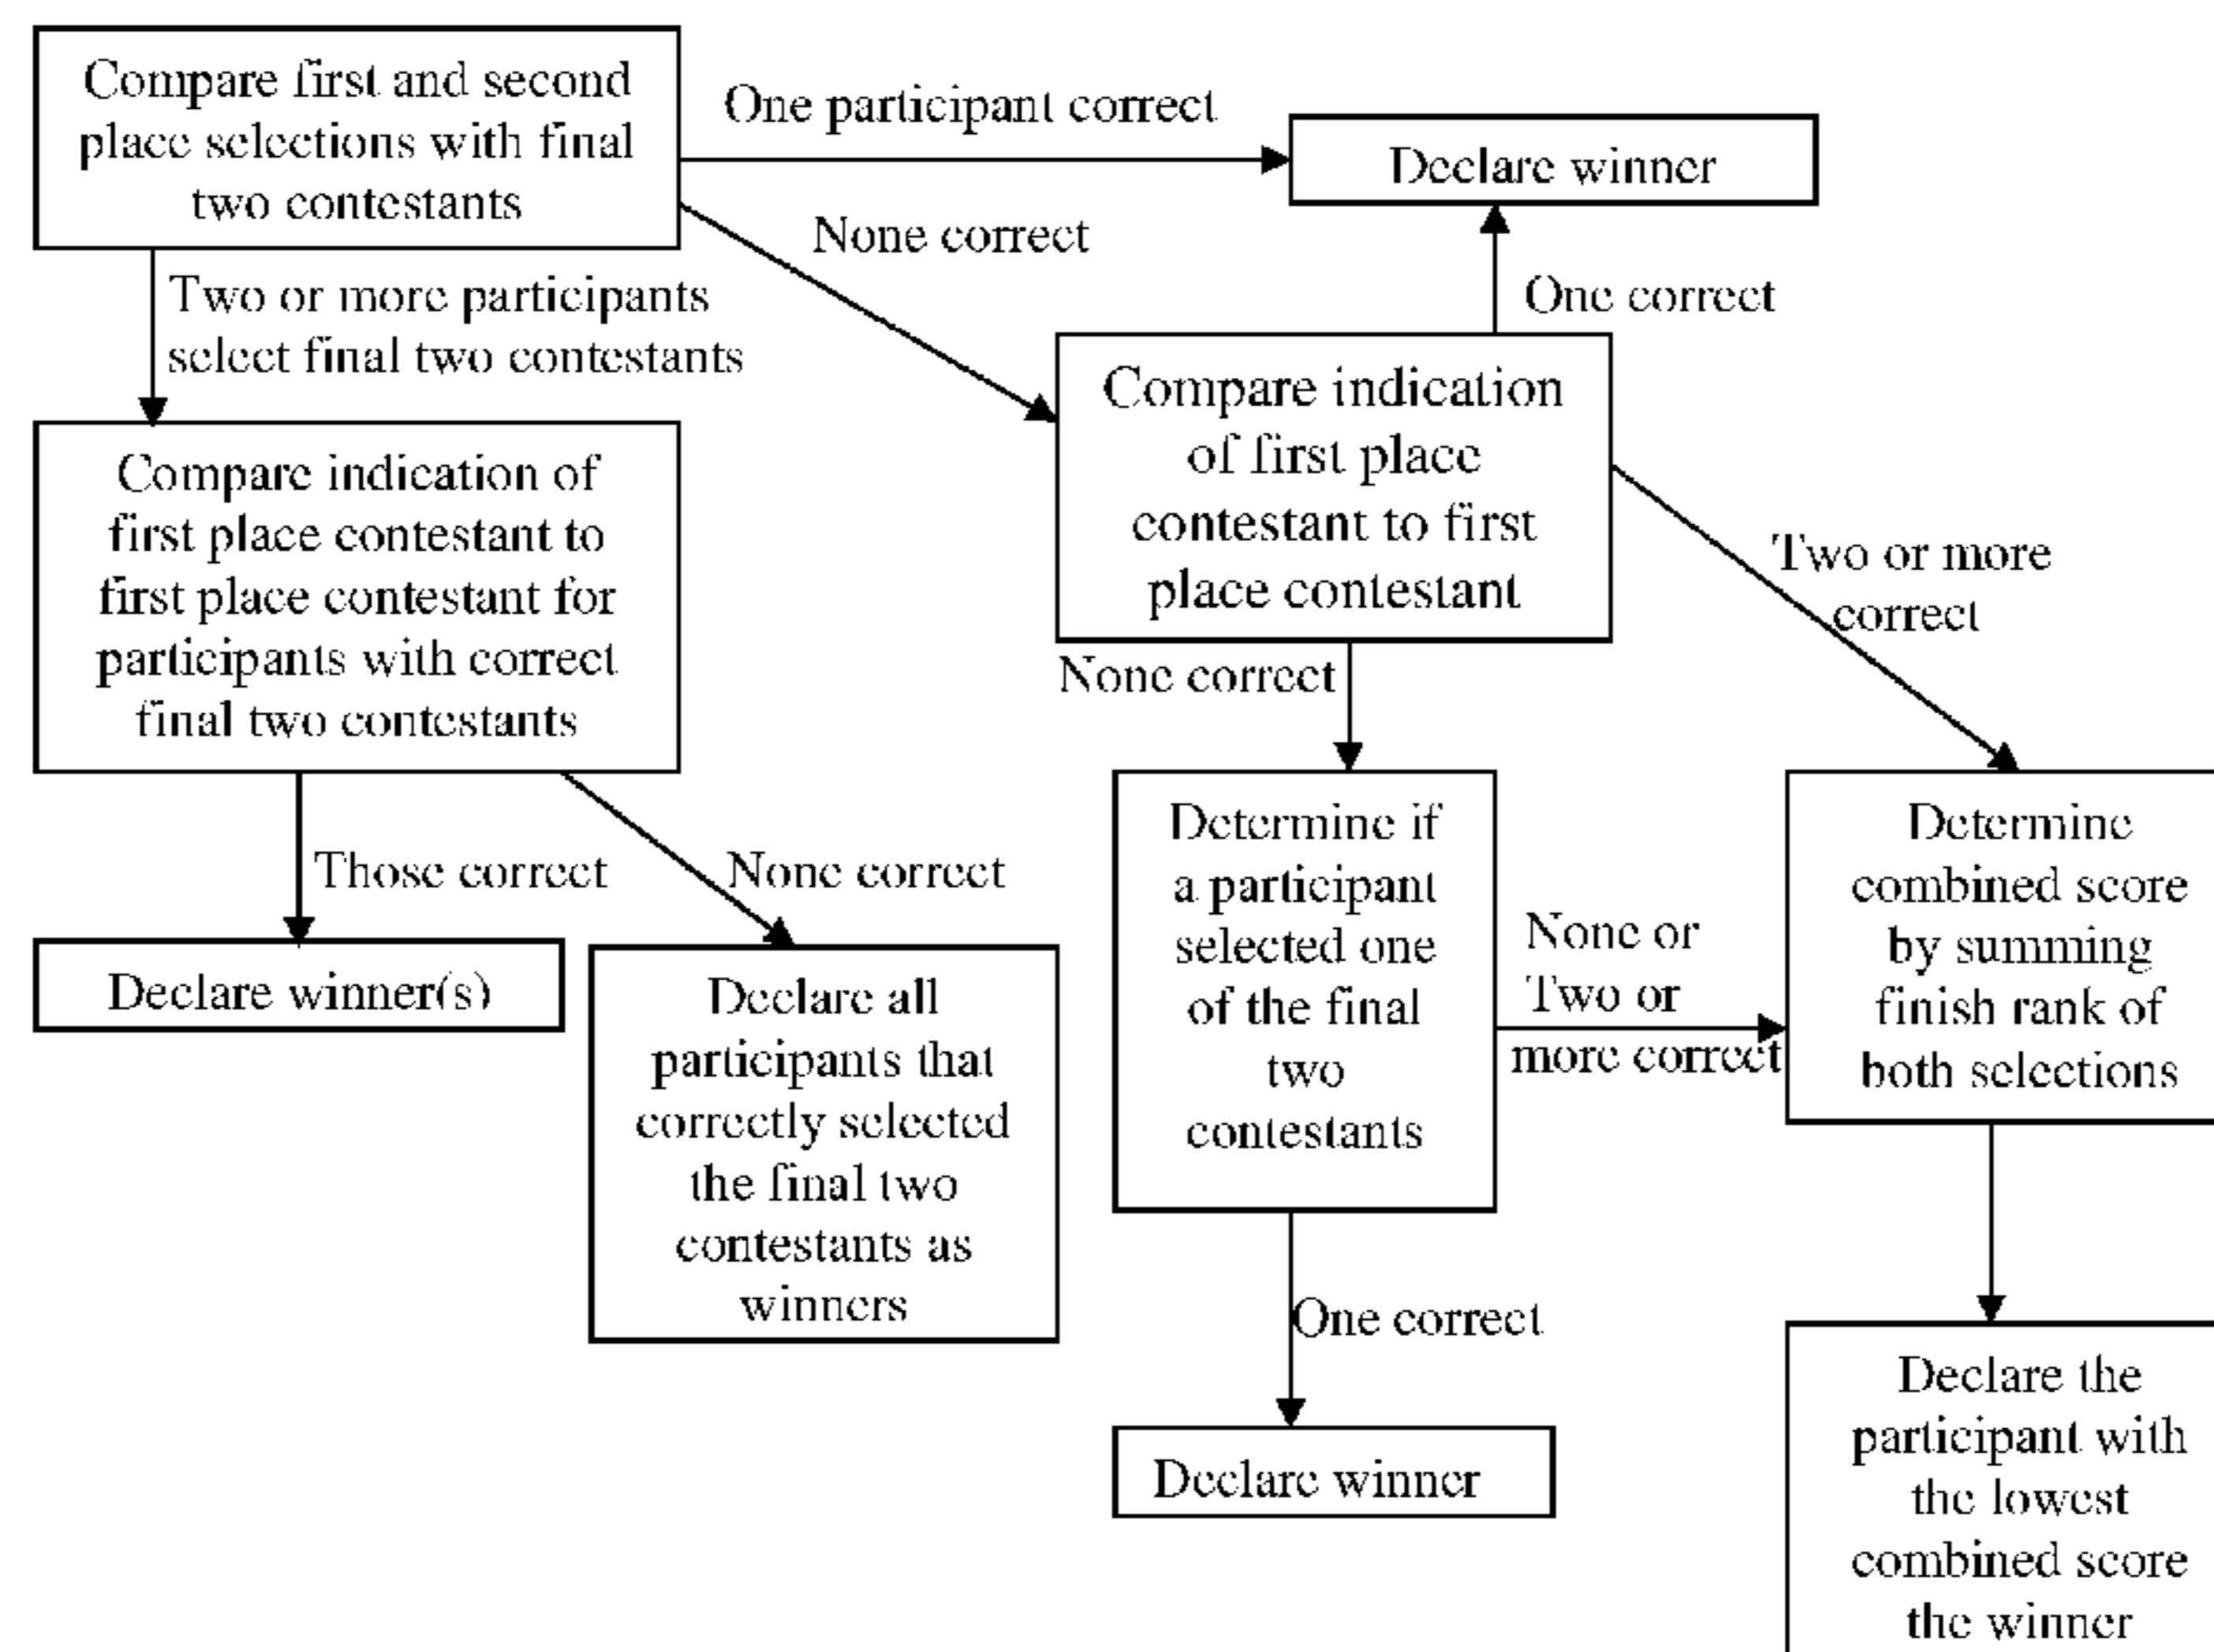 Compare first and second
place selections with final
two contestants
One participant correct
Declare winner
None correct
One correct
Two or more participants
select final two contestants
Compare indication of
first place contestant to
first place contestant for
participants with correct
final two contestants
Compare indication
of first place
contestant to first
place contestant
Two or more
correct
None correct
Those correct
None correct
Declare winner(s)
Declare all
participants that
correctly selected
the final two
contestants as
winners
Determine if
a participant
selected one
of the final
two
contestants
None or
Two or
more correct
Determine
combined score
by summing
finish rank of
both selections
One correct
Declare winner
Declare the
participant with
the lowest
combined score
the winner